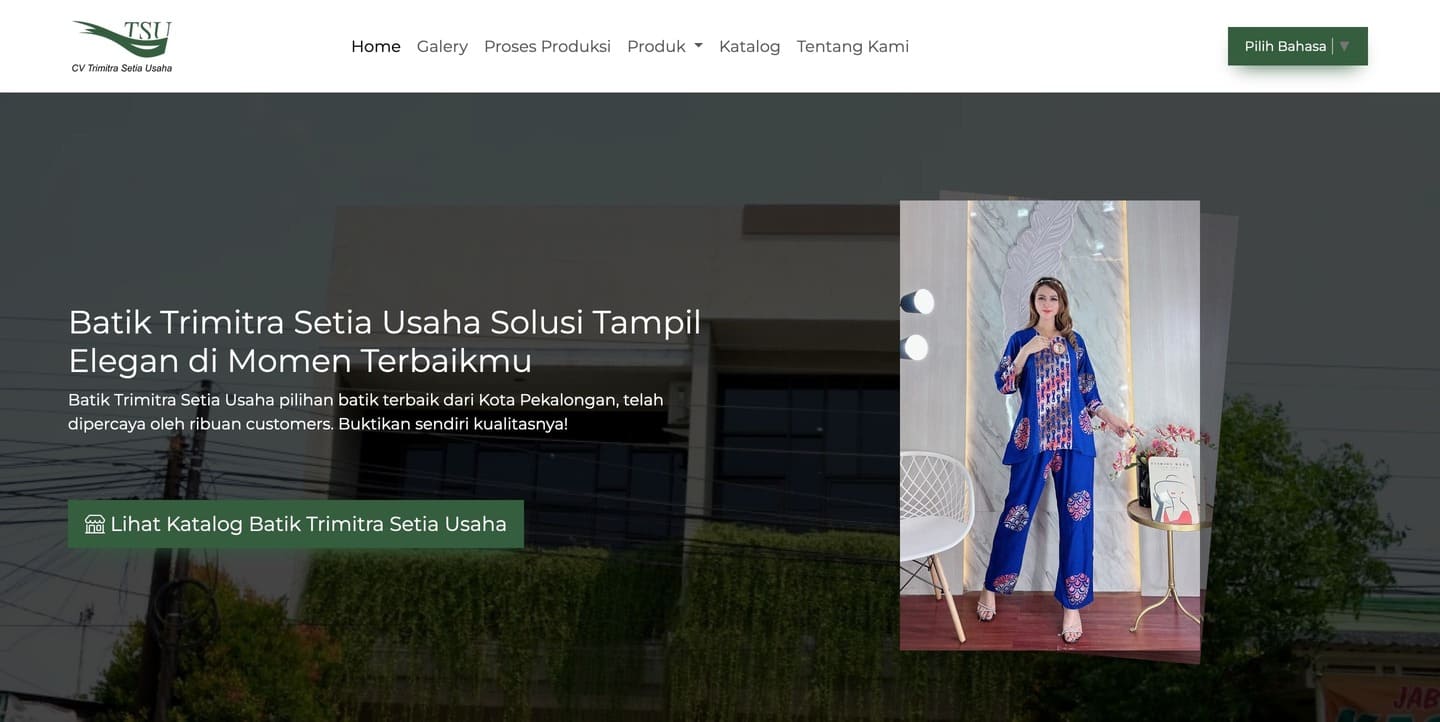 TSU
CV Trimitra Setia Usaha
Home
Galery
Proses Produksi
Produk
Katalog
Tentang Kami
Pilih Bahasa
Batik Trimitra Setia Usaha Solusi Tampil
Elegan di Momen Terbaikmu
Batik Trimitra Setia Usaha pilihan batik terbaik dari Kota Pekalongan, telah
dipercaya oleh ribuan customers. Buktikan sendiri kualitasnya!
Lihat Katalog Batik Trimitra Setia Usaha